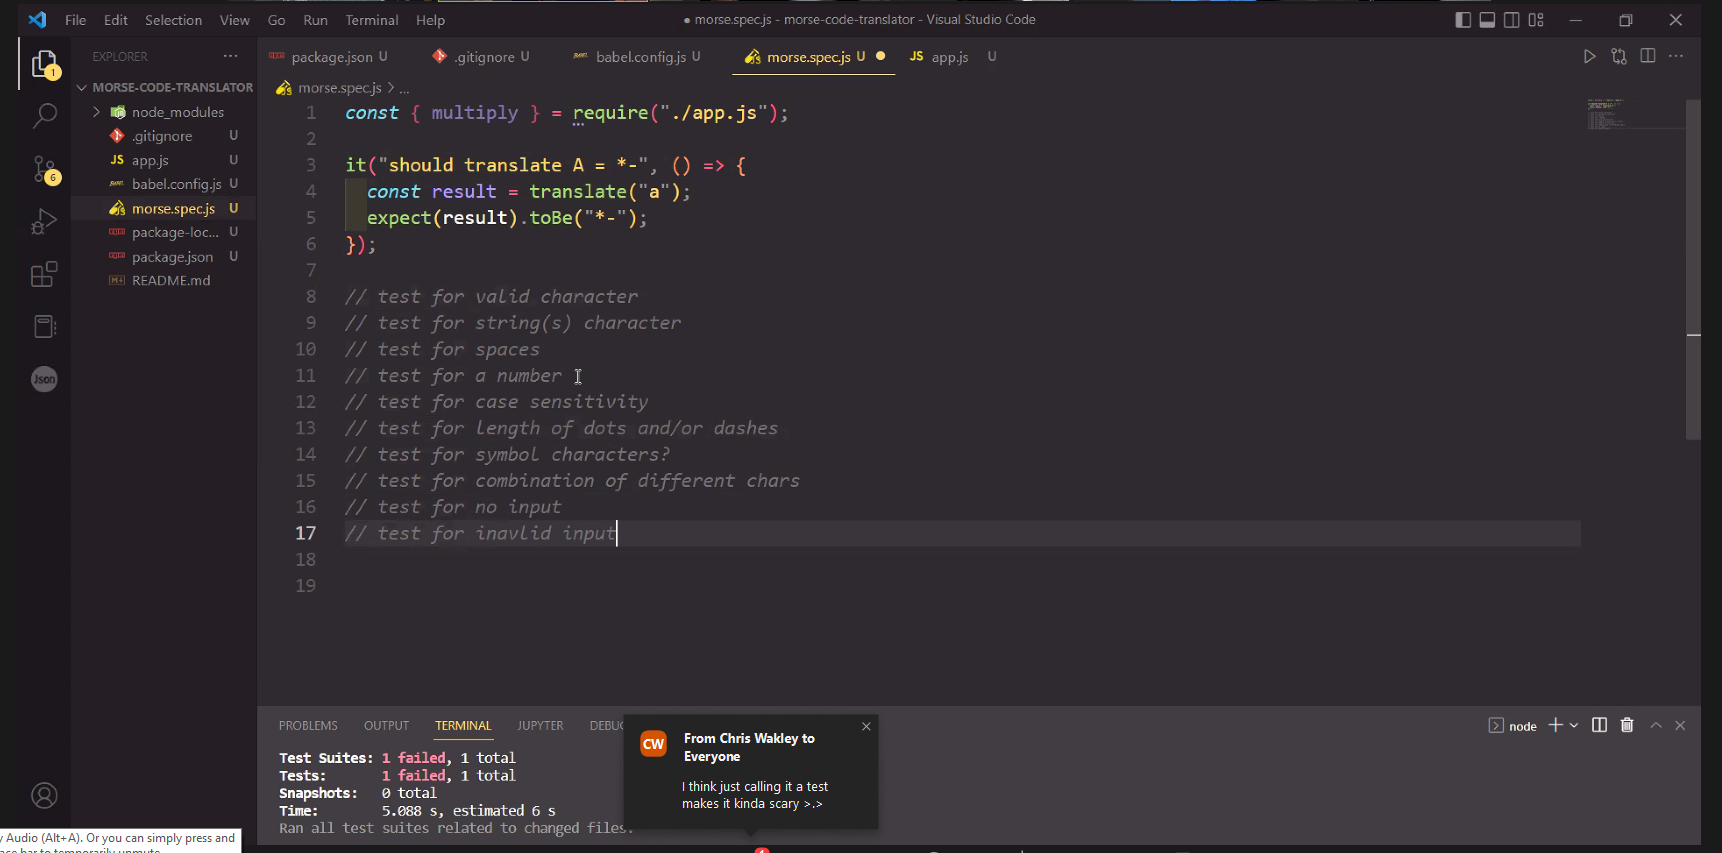 File Edit Selection View Go Run Terminal Help
● morse.spec.js - morse-code-translator - Visual Studio Code
EXPLORER ...
package.json U
.gitignore U
BABEL babel.config.js U
morse.spec.js U
JS app.js U
morse.spec.js > ...
MORSE-CODE-TRANSLATOR
node_modules
.gitignore U
JS app.js U
babel.config.js U
morse.spec.js U
package-loc... U
package.json U
README.md
1
6
Json
1 const { multiply } = require("./app.js");
2
3 it("should translate A = *-", () => {
4 const result = translate("a");
5 expect(result).toBe("*-");
6 });
7
8 // test for valid character
9 // test for string(s) character
10 // test for spaces
11 // test for a number
12 // test for case sensitivity
13 // test for length of dots and/or dashes
14 // test for symbol characters?
15 // test for combination of different chars
16 // test for no input
17 // test for inavlid input
18
19
PROBLEMS OUTPUT TERMINAL JUPYTER DEBU
node
Test Suites: 1 failed, 1 total
Tests: 1 failed, 1 total
Snapshots: 0 total
Time: 5.088 s, estimated 6 s
Ran all test suites related to changed files.
CW
From Chris Wakley to
Everyone
I think just calling it a test
makes it kinda scary >.>
y Audio (Alt+A). Or you can simply press and